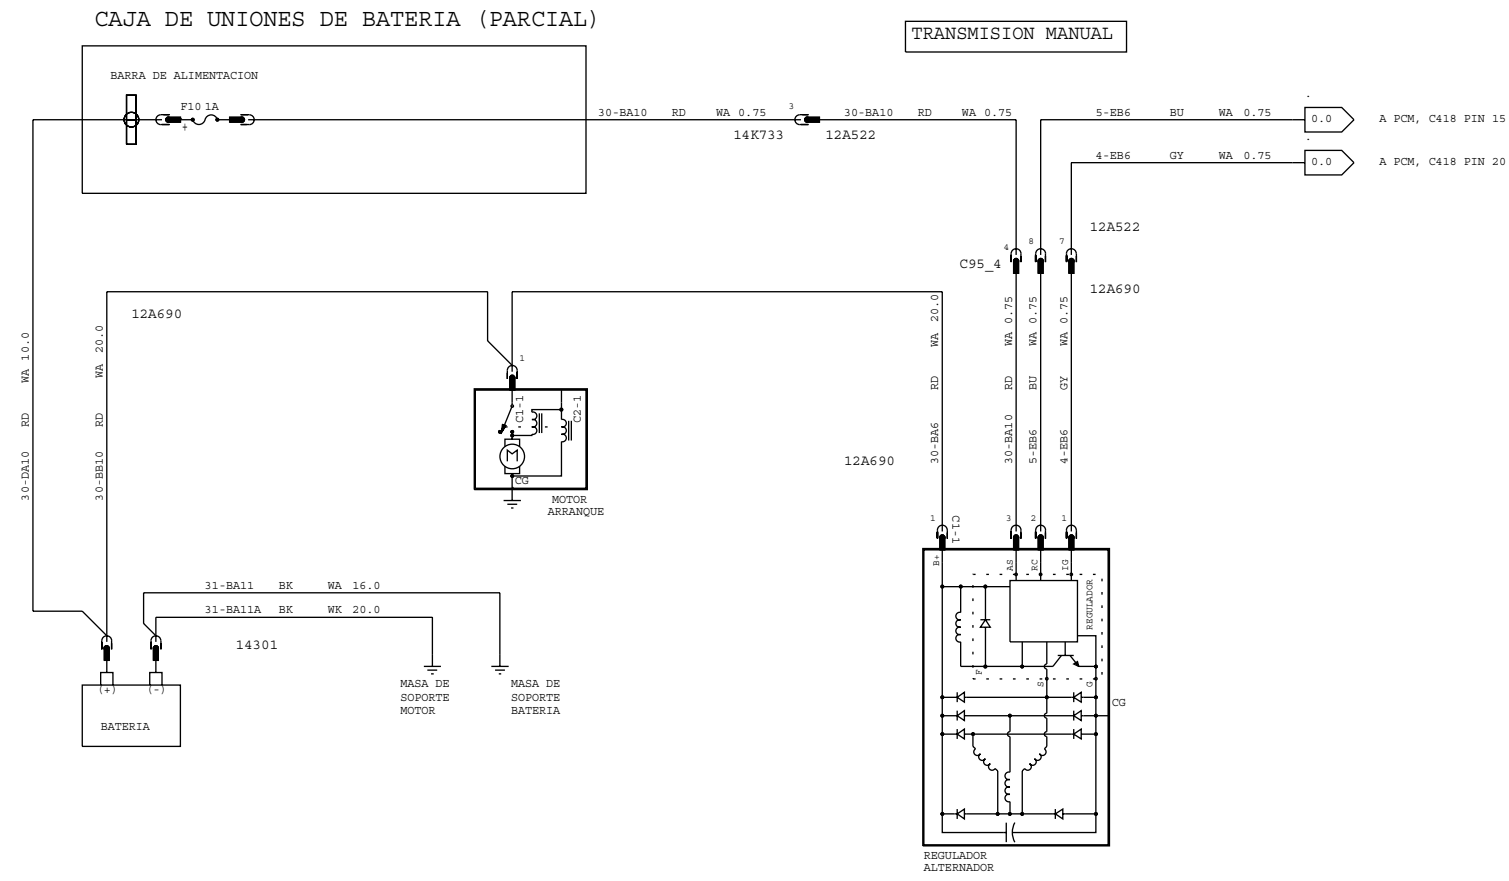 CAJA DE UNIONES DE BATERIA (PARCIAL)
TRANSMISION MANUAL
BARRA DE ALIMENTACION
F10 1A
30-BA10 RD WA 0.75
3
30-BA10 RD WA 0.75
14K733
12A522
5-EB6 BU WA 0.75
0.0
A PCM, C418 PIN 15
4-EB6 GY WA 0.75
0.0
A PCM, C418 PIN 20
12A522
4
8
7
C95_4
12A690
12A690
30-DA10 RD WA 10.0
30-BB10 RD WA 20.0
1
C1-1
C2-1
M
CG
MOTOR
ARRANQUE
30-BA6 RD WA 20.0
30-BA10 RD WA 0.75
5-EB6 BU WA 0.75
4-EB6 GY WA 0.75
12A690
1
C1-1
3
2
1
B+
AS
RC
IG
REGULADOR
F
S
G
CG
REGULADOR
ALTERNADOR
31-BA11 BK WA 16.0
31-BA11A BK WK 20.0
14301
(+)
(-)
BATERIA
MASA DE
SOPORTE
MOTOR
MASA DE
SOPORTE
BATERIA